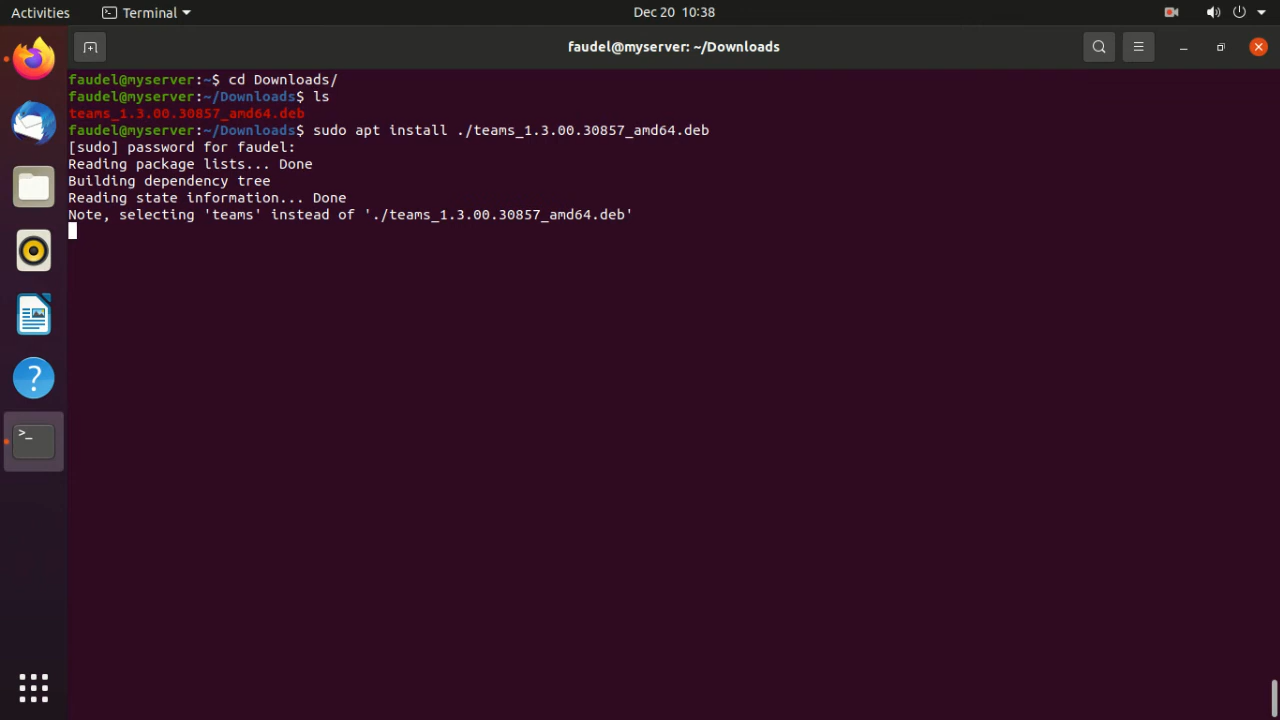 Activities
Terminal
Dec 20 10:38
faudel@myserver: ~/Downloads
faudel@myserver:~$ cd Downloads/
faudel@myserver:~/Downloads$ ls
teams_1.3.00.30857_amd64.deb
faudel@myserver:~/Downloads$ sudo apt install ./teams_1.3.00.30857_amd64.deb
[sudo] password for faudel:
Reading package lists... Done
Building dependency tree
Reading state information... Done
Note, selecting 'teams' instead of './teams_1.3.00.30857_amd64.deb'